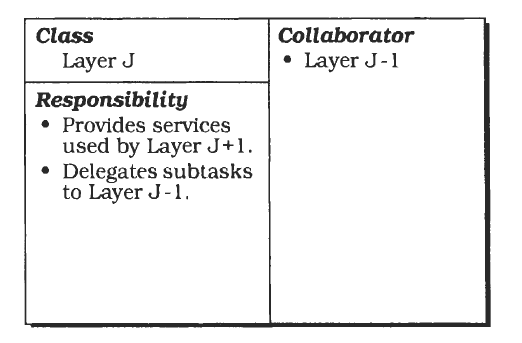 Class
Layer J
Responsibility
• Provides services
used by Layer J+1.
• Delegates subtasks
to Layer J-1.
Collaborator
• Layer J-1